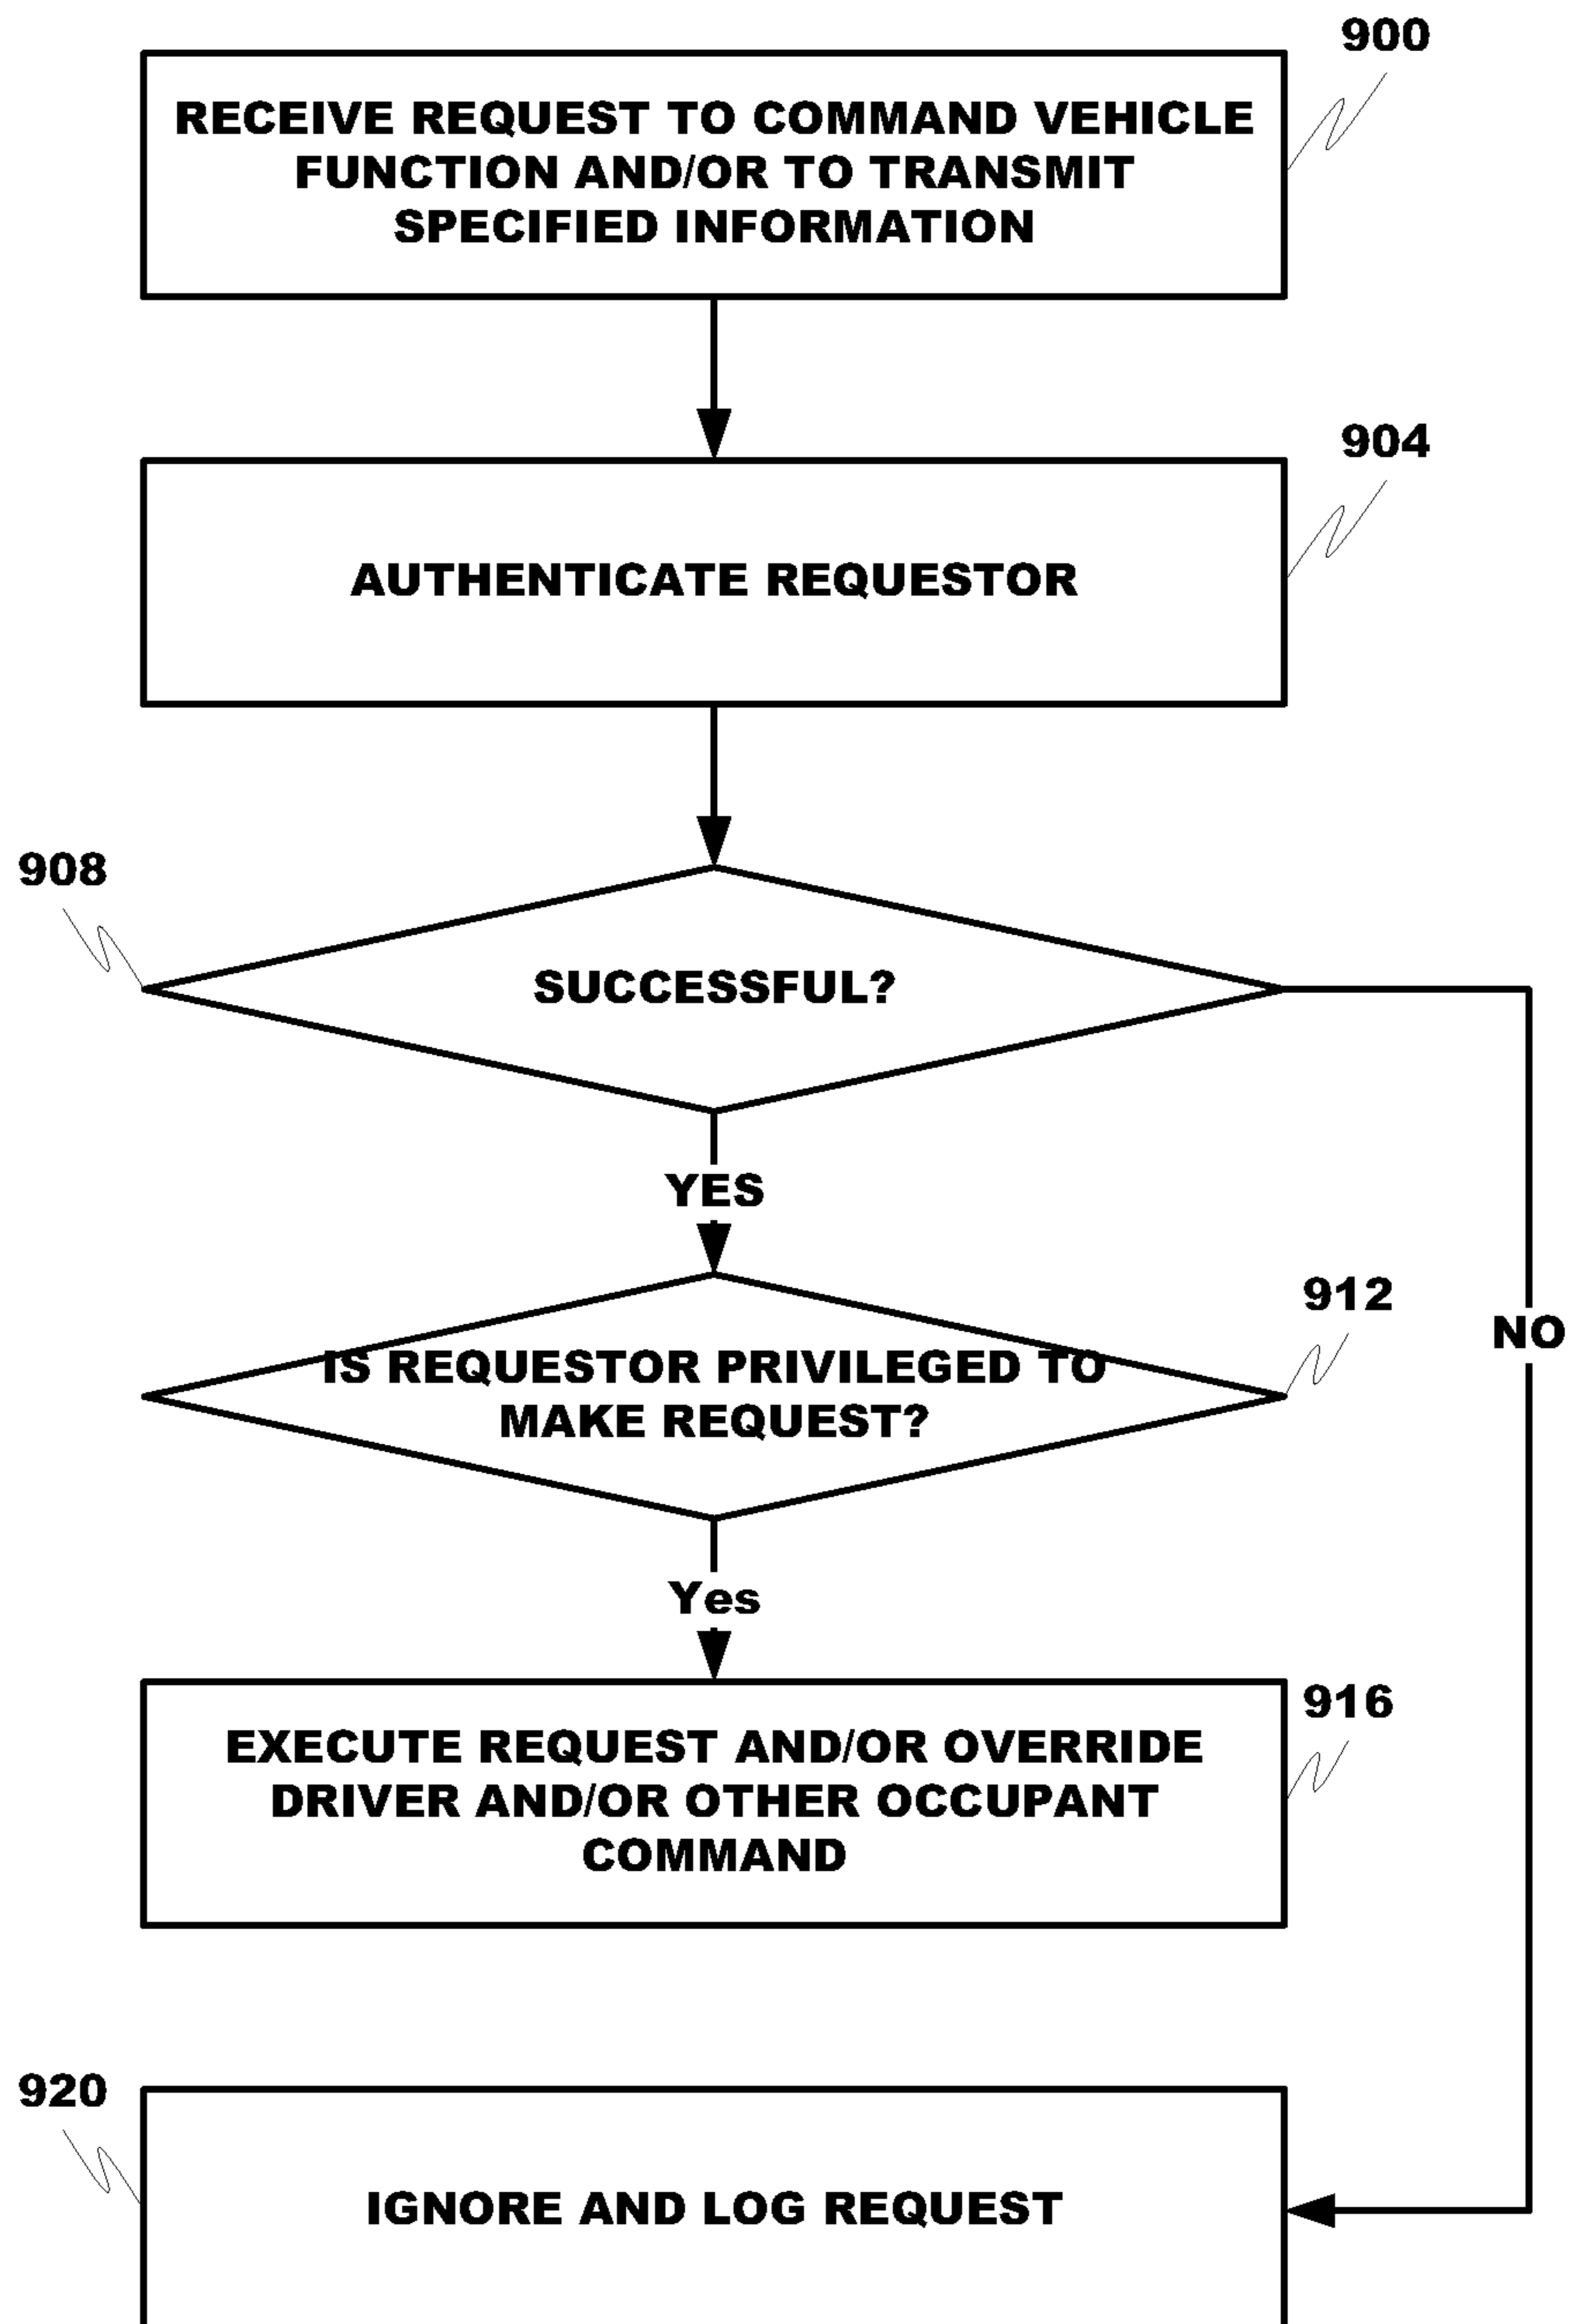 900
RECEIVE REQUEST TO COMMAND VEHICLE
FUNCTION AND/OR TO TRANSMIT
SPECIFIED INFORMATION
904
AUTHENTICATE REQUESTOR
908
SUCCESSFUL?
YES
912
NO
IS REQUESTOR PRIVILEGED TO
MAKE REQUEST?
Yes
916
EXECUTE REQUEST AND/OR OVERRIDE
DRIVER AND/OR OTHER OCCUPANT
COMMAND
920
IGNORE AND LOG REQUEST